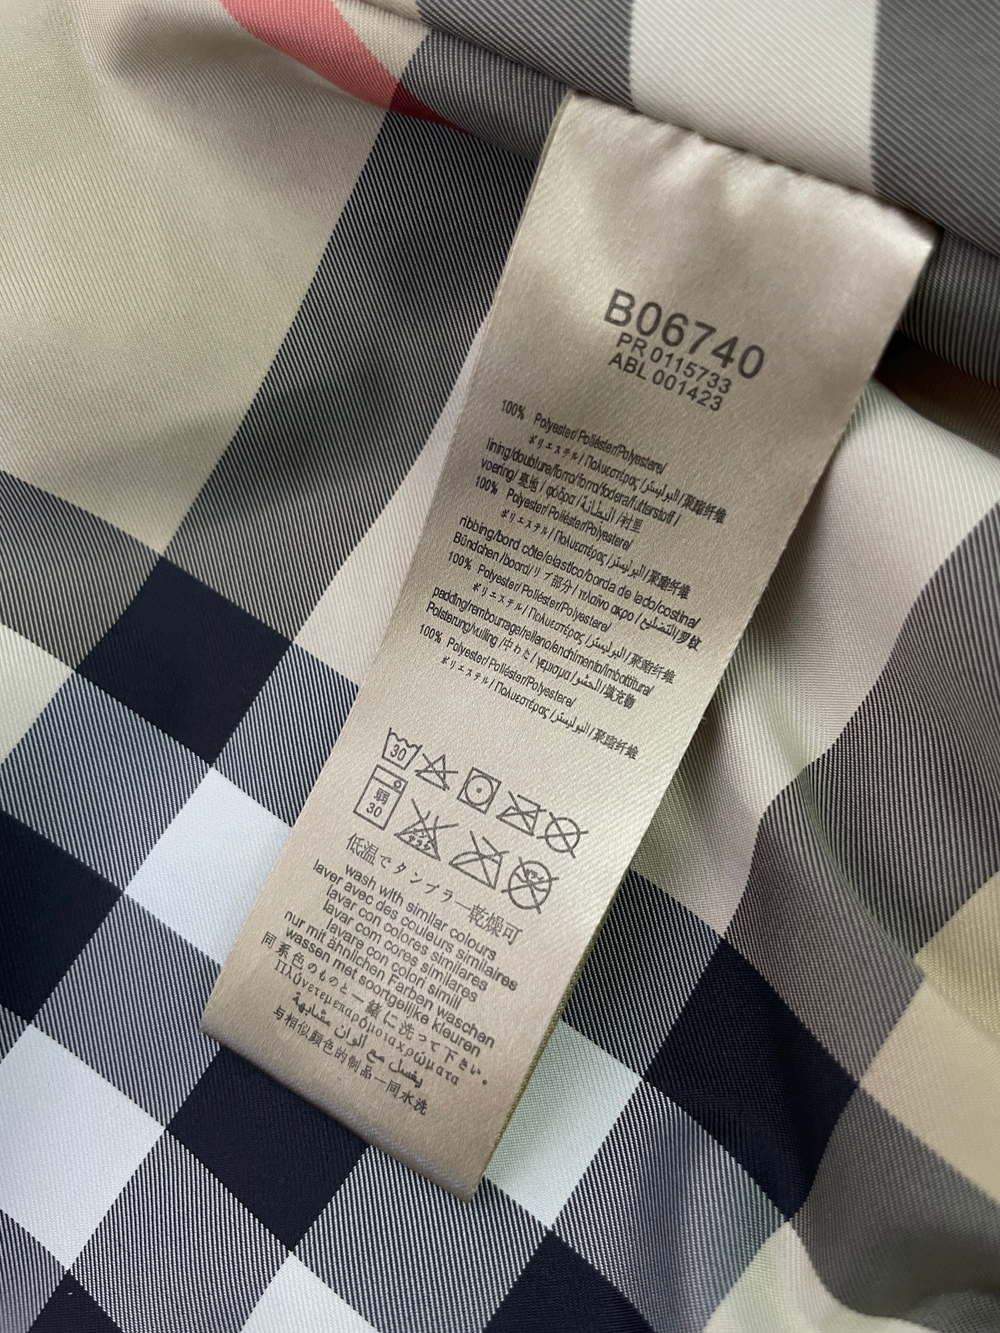 B06740
PR 0115733
ABL 001423
100% Polyester/Poliéster/Polyestere/
ポリエステル/Πολυεστέρας/البوليستر/聚酯纤维
lining/doublure/forro/forro/fodera/futterstoff/
voering/裏地/φόδρα/البطانة/衬里
100% Polyester/Poliéster/Polyestere/
ポリエステル/Πολυεστέρας/البوليستر/聚酯纤维
ribbing/bord côte/elastico/borda de lado/costina/
Bündchen/boord/リブ部分/πλαϊνο ακρο/التضليع/罗纹
100% Polyester/Poliéster/Polyestere/
ポリエステル/Πολυεστέρας/البوليستر/聚酯纤维
padding/rembourrage/relleno/enchimento/imbottitura/
Polsterung/vulling/中わた/γεμισμα/الحشو/填充物
100% Polyester/Poliéster/Polyestere/
ポリエステル/Πολυεστέρας/البوليستر/聚酯纤维
30
弱
30
低温でタンブラー乾燥可
wash with similar colours
laver avec des couleurs similaires
lavar con colores similares
lavar com cores similares
lavare con colori simili
nur mit ähnlichen Farben waschen
wassen met soortgelijke kleuren
同系色のものと一緒に洗って下さい。
Πλύνετεμεπαρόμοιαχρώματα
يغسل مع ألوان مشابهة
与相似颜色的制品一同水洗